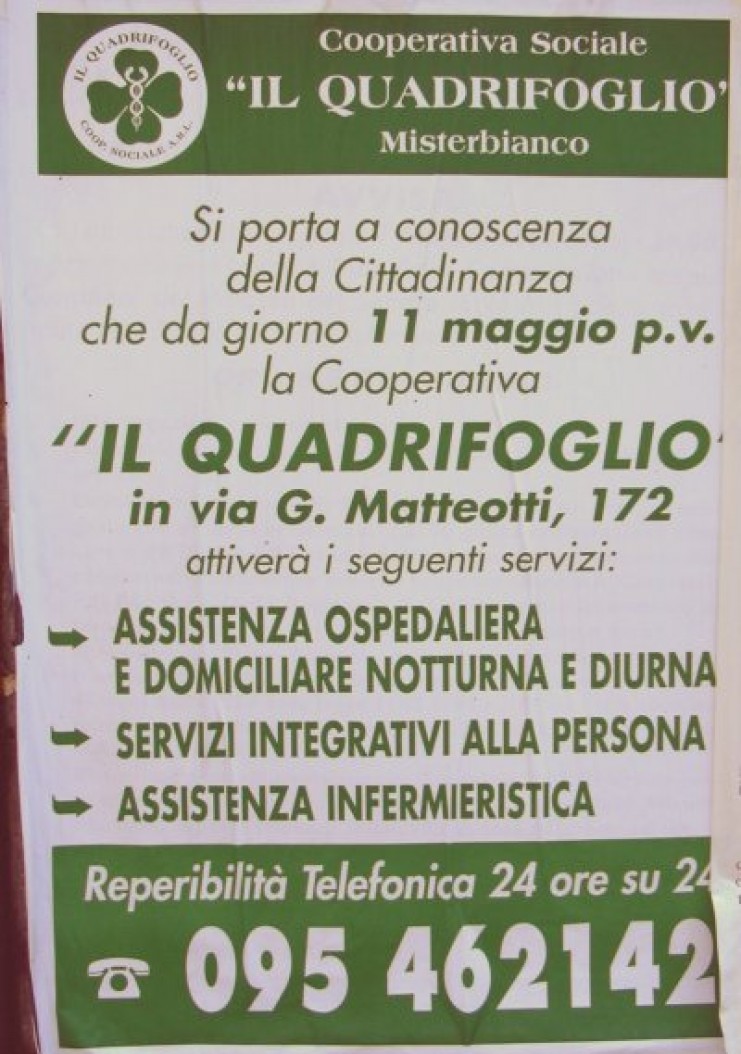 IL QUADRIFOGLIO
COOP. SOCIALE A.R.L.
Cooperativa Sociale
"IL QUADRIFOGLIO"
Misterbianco
Si porta a conoscenza
della Cittadinanza
che da giorno 11 maggio p.v.
la Cooperativa
"IL QUADRIFOGLIO"
in via G. Matteotti, 172
attiverà i seguenti servizi:
ASSISTENZA OSPEDALIERA
E DOMICILIARE NOTTURNA E DIURNA
SERVIZI INTEGRATIVI ALLA PERSONA
ASSISTENZA INFERMIERISTICA
Reperibilità Telefonica 24 ore su 24
095 462142